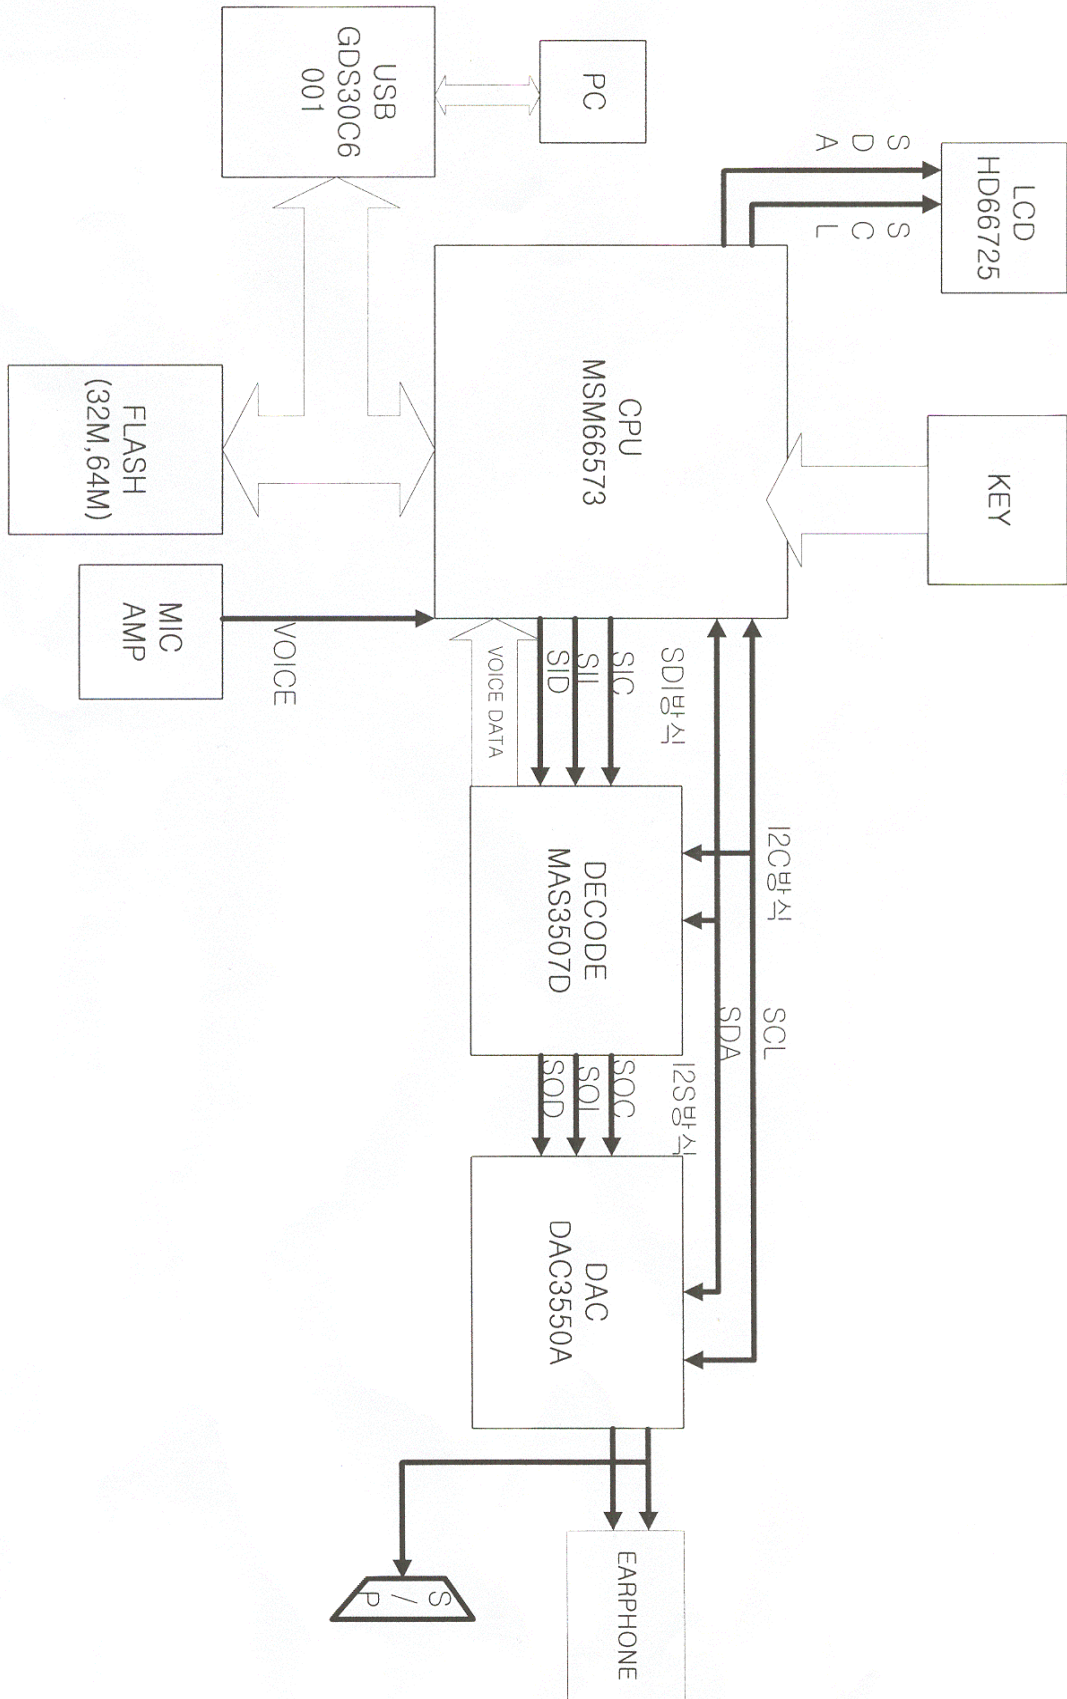 LCD
HD66725
KEY
S
D
A
S
C
L
PC
CPU
MSM66573
USB
GDS30C6
001
FLASH
(32M,64M)
MIC
AMP
VOICE
VOICE DATA
SDI방식
SIC
SII
SID
I2C방식
SCL
SDA
DECODE
MAS3507D
I2S방식
SOC
SOI
SOD
DAC
DAC3550A
EARPHONE
S
/
P